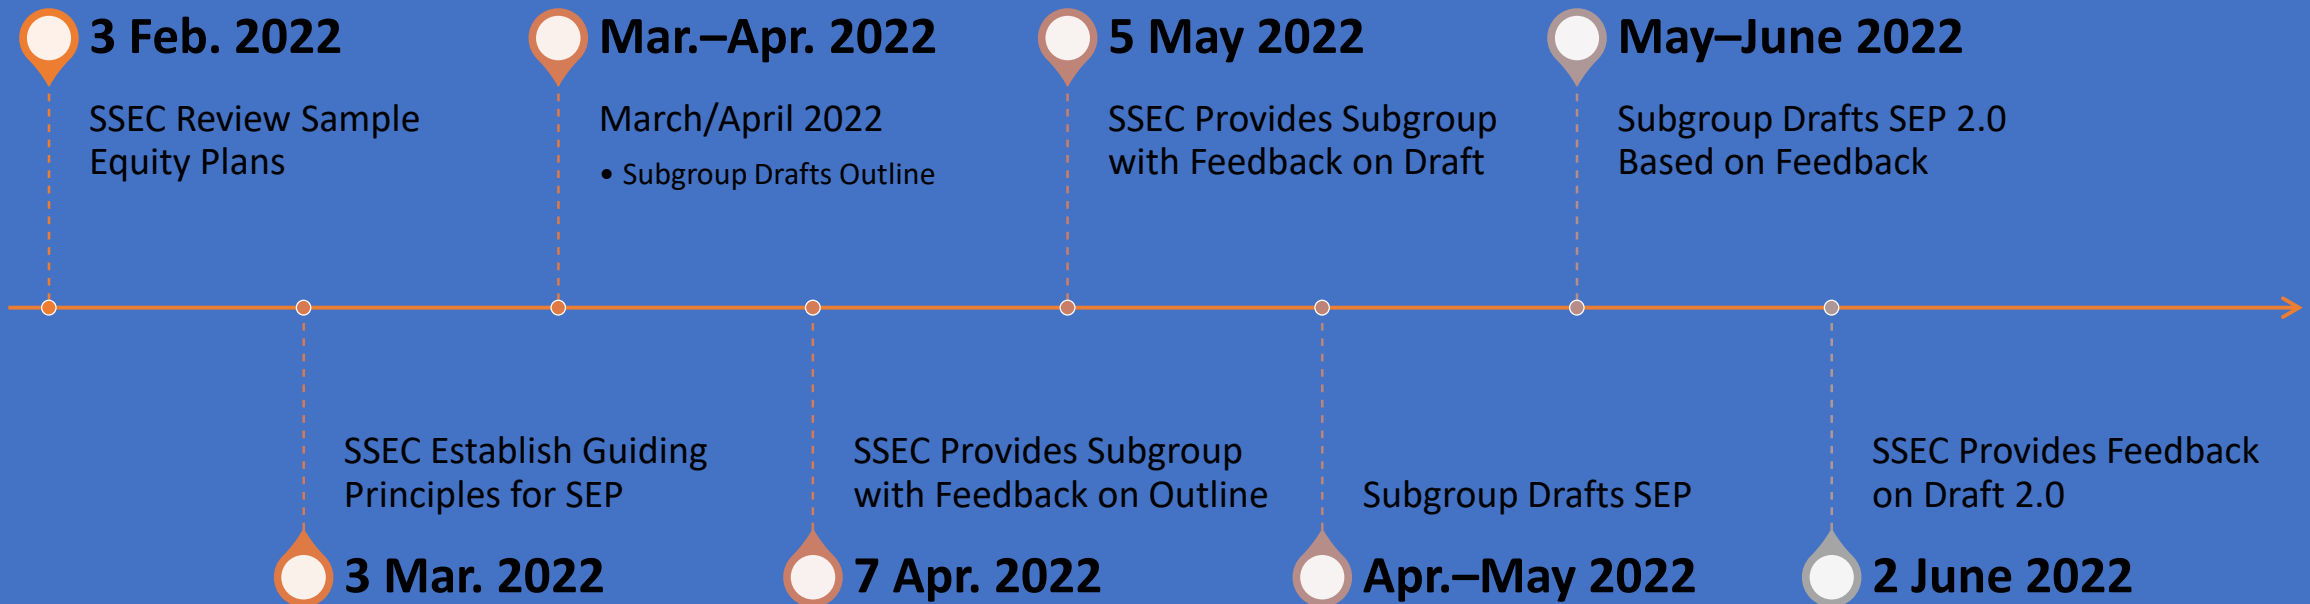 3 Feb. 2022
SSEC Review Sample
Equity Plans
Mar.–Apr. 2022
March/April 2022
• Subgroup Drafts Outline
5 May 2022
SSEC Provides Subgroup
with Feedback on Draft
May–June 2022
Subgroup Drafts SEP 2.0
Based on Feedback
SSEC Establish Guiding
Principles for SEP
3 Mar. 2022
SSEC Provides Subgroup
with Feedback on Outline
7 Apr. 2022
Subgroup Drafts SEP
Apr.–May 2022
SSEC Provides Feedback
on Draft 2.0
2 June 2022